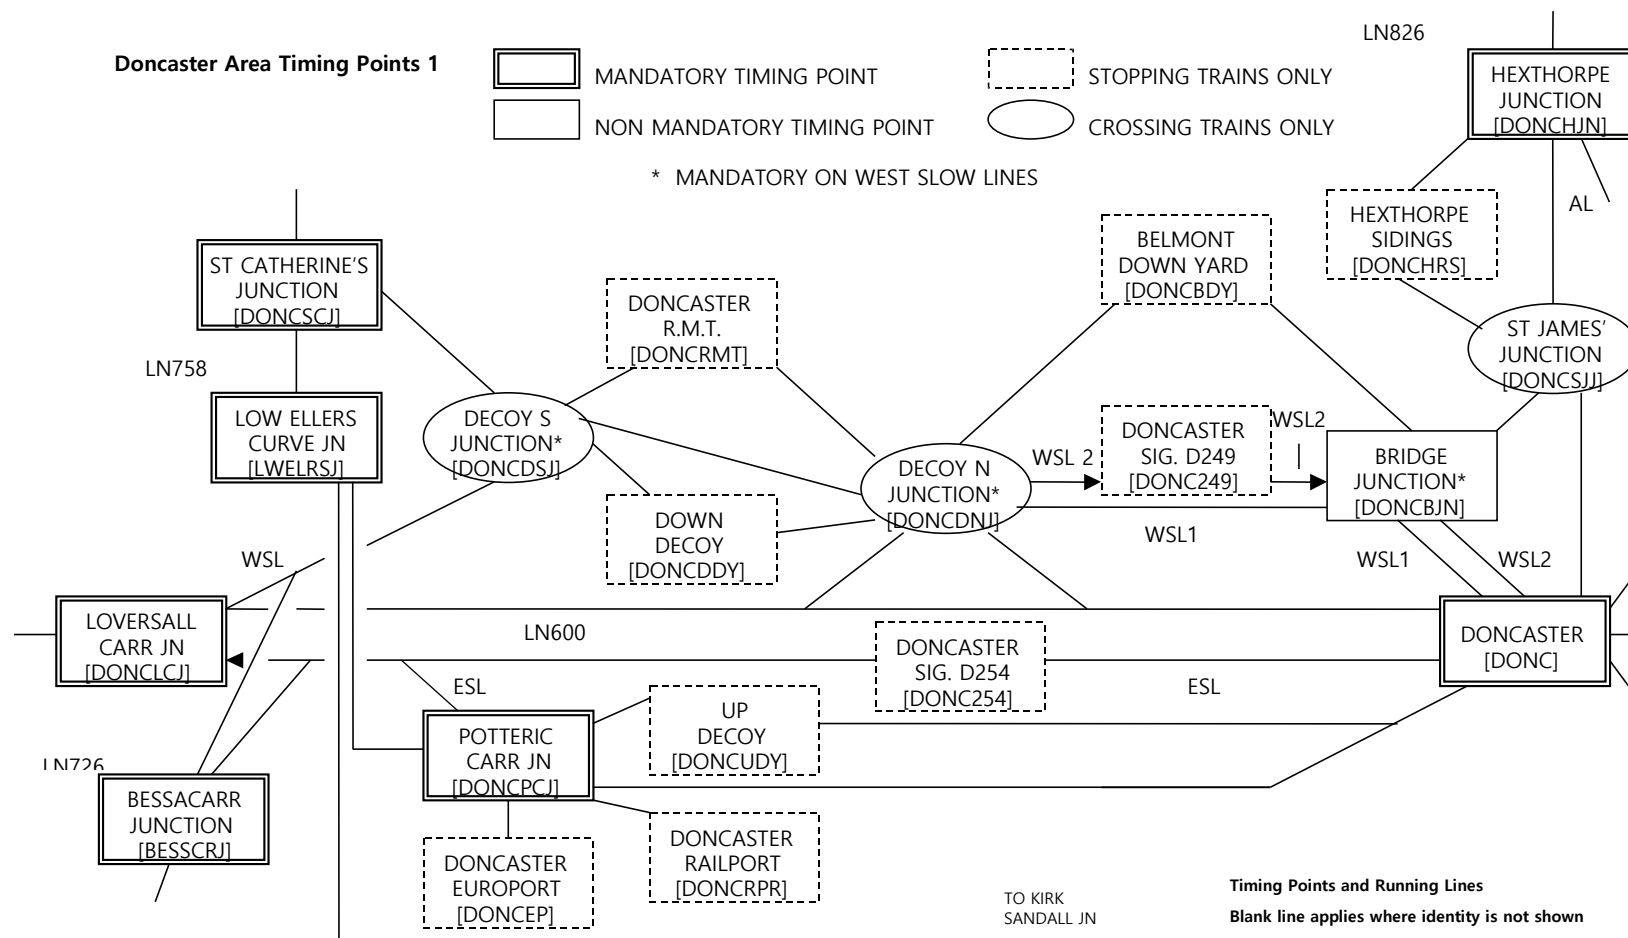 LN826
Doncaster Area Timing Points 1
MANDATORY TIMING POINT
STOPPING TRAINS ONLY
NON MANDATORY TIMING POINT
CROSSING TRAINS ONLY
* MANDATORY ON WEST SLOW LINES
HEXTHORPE
JUNCTION
[DONCHJN]
AL
HEXTHORPE
SIDINGS
[DONCHRS]
BELMONT
DOWN YARD
[DONCBDY]
ST CATHERINE'S
JUNCTION
[DONCSCJ]
DONCASTER
R.M.T.
[DONCRMT]
ST JAMES'
JUNCTION
[DONCSJJ]
LN758
LOW ELLERS
CURVE JN
[LWELRSJ]
DECOY S
JUNCTION*
[DONCDSJ]
DECOY N
JUNCTION*
[DONCDNJ]
WSL 2
DONCASTER
SIG. D249
[DONC249]
WSL2
BRIDGE
JUNCTION*
[DONCBJN]
DOWN
DECOY
[DONCDDY]
WSL1
WSL1
WSL2
WSL
LOVERSALL
CARR JN
[DONCLCJ]
LN600
DONCASTER
SIG. D254
[DONC254]
DONCASTER
[DONC]
ESL
ESL
UP
DECOY
[DONCUDY]
POTTERIC
CARR JN
[DONCPCJ]
LN726
BESSACARR
JUNCTION
[BESSCRJ]
DONCASTER
EUROPORT
[DONCEP]
DONCASTER
RAILPORT
[DONCRPR]
TO KIRK
SANDALL JN
Timing Points and Running Lines
Blank line applies where identity is not shown